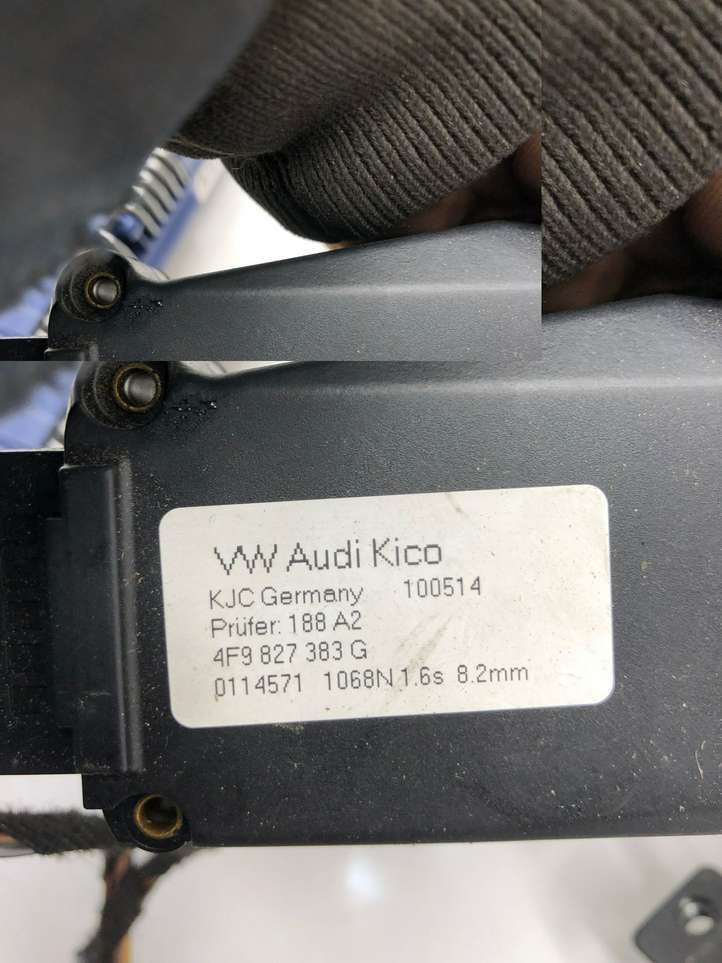 VW Audi Kico
KJC Germany 100514
Prüfer: 188 A2
4F9 827 383 G
0114571 1068N 1.6s 8.2mm